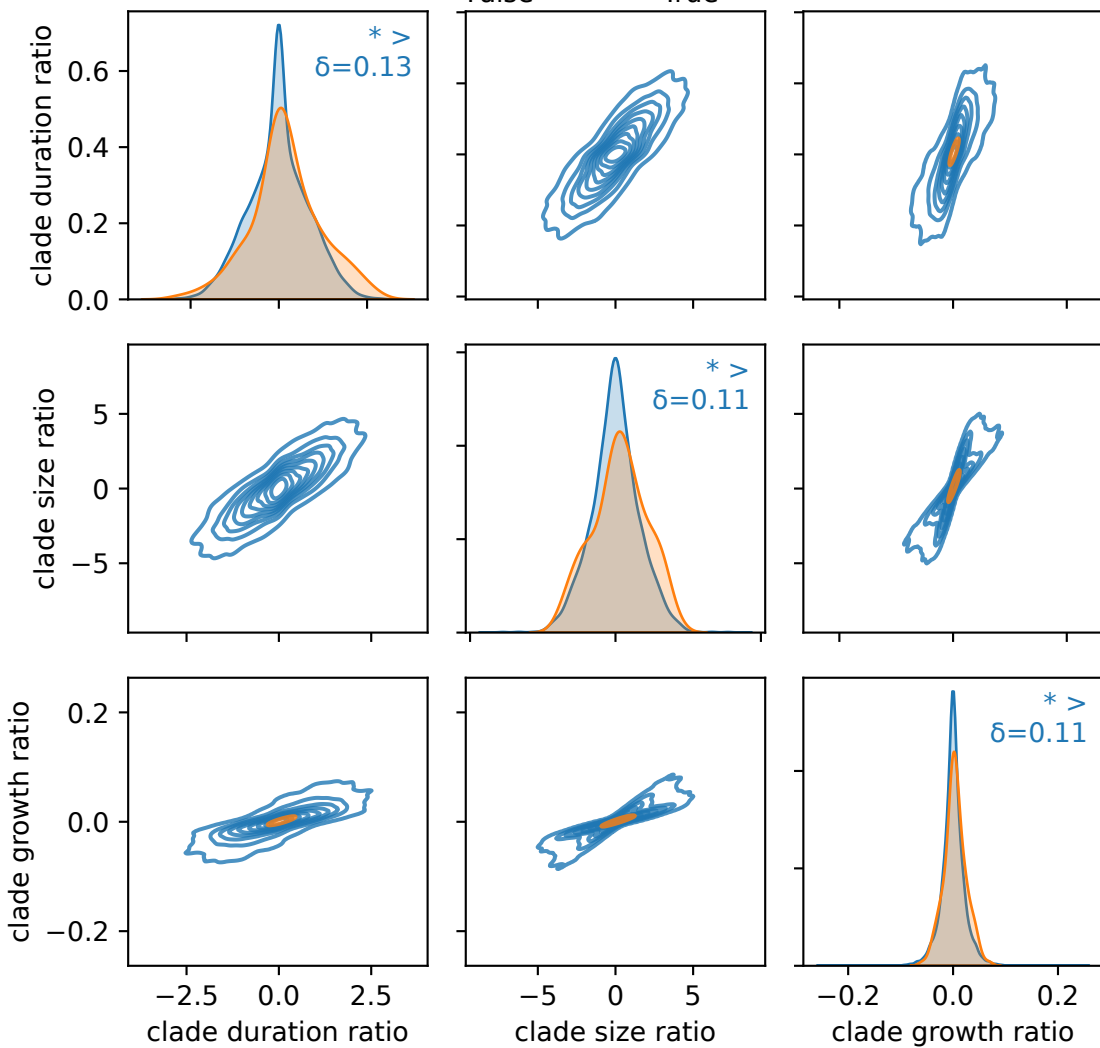 clade duration ratio
0.6
0.4
0.2
0.0
* >
δ=0.13
clade size ratio
5
0
−5
* >
δ=0.11
clade growth ratio
0.2
0.0
−0.2
* >
δ=0.11
−2.5 0.0 2.5
−5 0 5
−0.2 0.0 0.2
clade duration ratio
clade size ratio
clade growth ratio